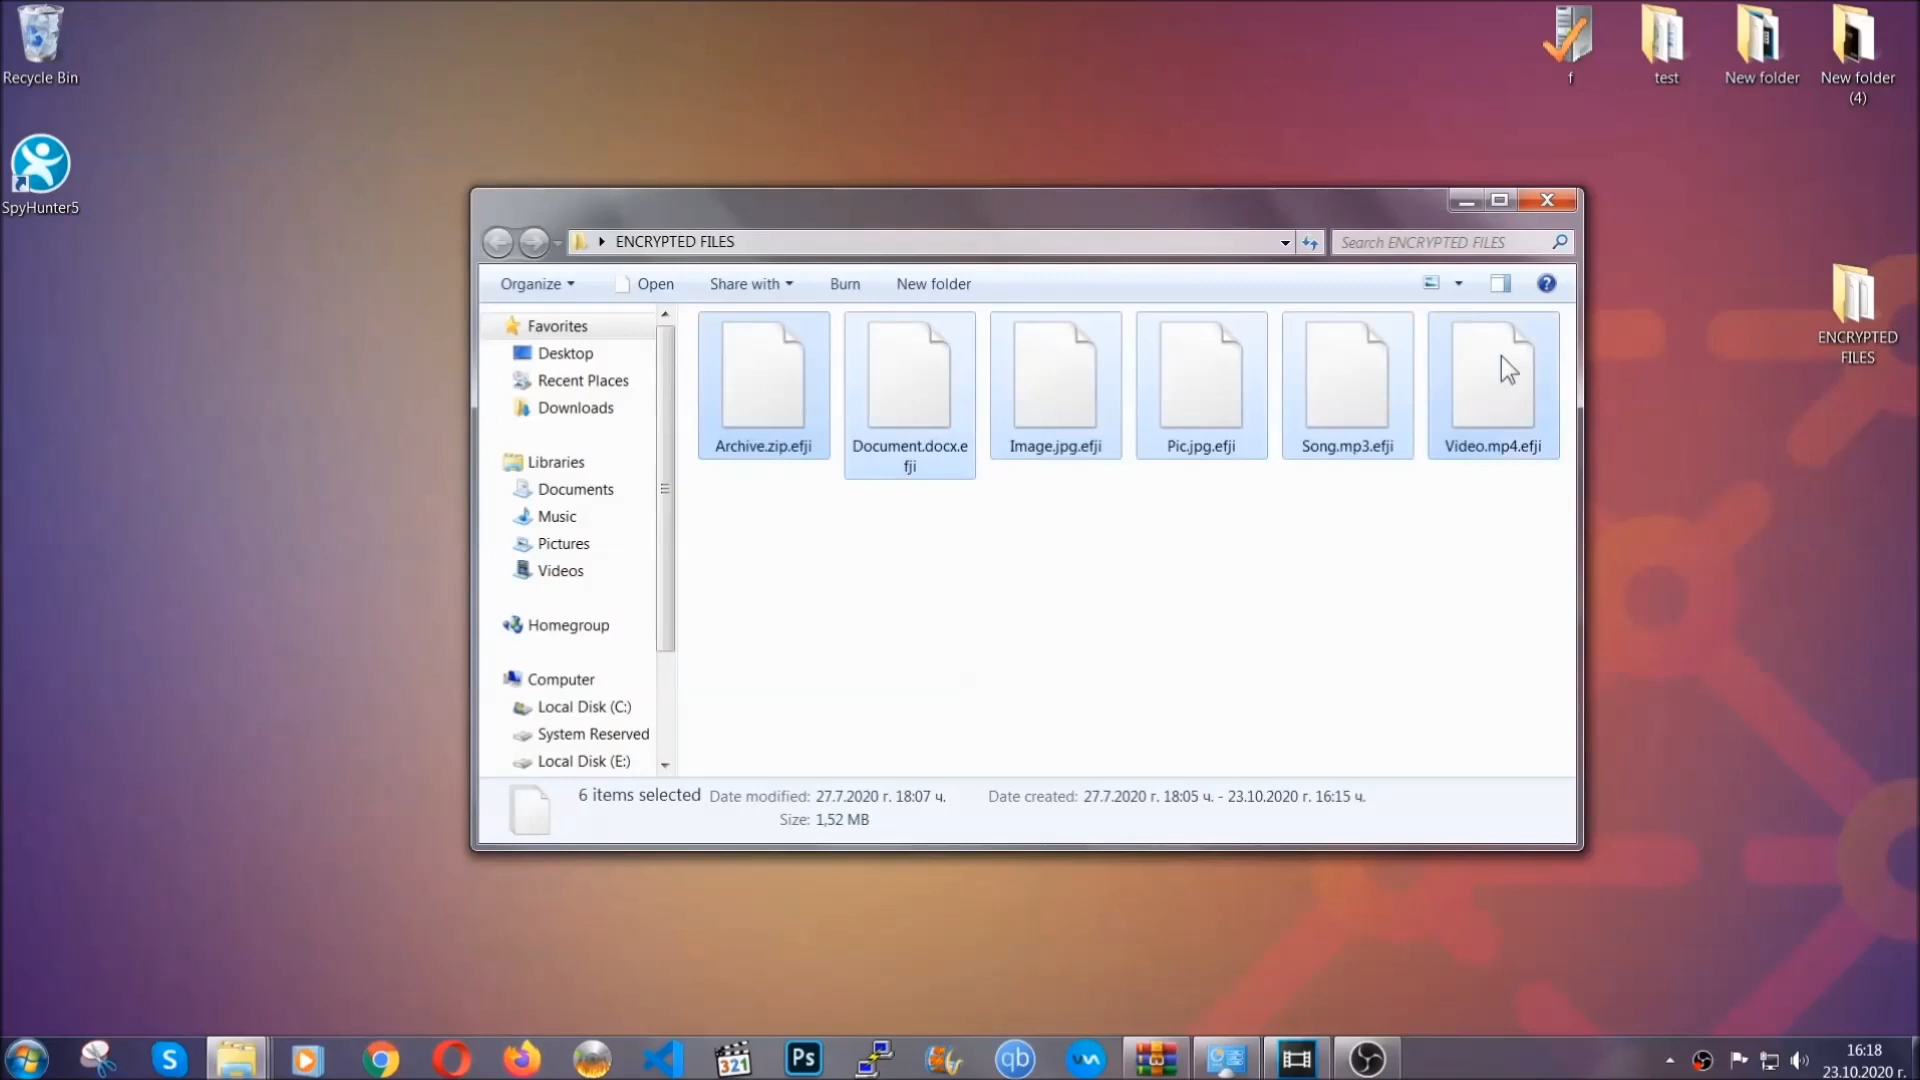 Recycle Bin
SpyHunter5
f
test
New folder
New folder
(4)
ENCRYPTED
FILES
ENCRYPTED FILES
Search ENCRYPTED FILES
Organize
Open
Share with
Burn
New folder
Favorites
Desktop
Recent Places
Downloads
Libraries
Documents
Music
Pictures
Videos
Homegroup
Computer
Local Disk (C:)
System Reserved
Local Disk (E:)
Archive.zip.efji
Document.docx.e
fji
Image.jpg.efji
Pic.jpg.efji
Song.mp3.efji
Video.mp4.efji
6 items selected Date modified: 27.7.2020 г. 18:07 ч. Date created: 27.7.2020 г. 18:05 ч. - 23.10.2020 г. 16:15 ч.
Size: 1,52 MB
S
321
Ps
qb
16:18
23.10.2020 г.